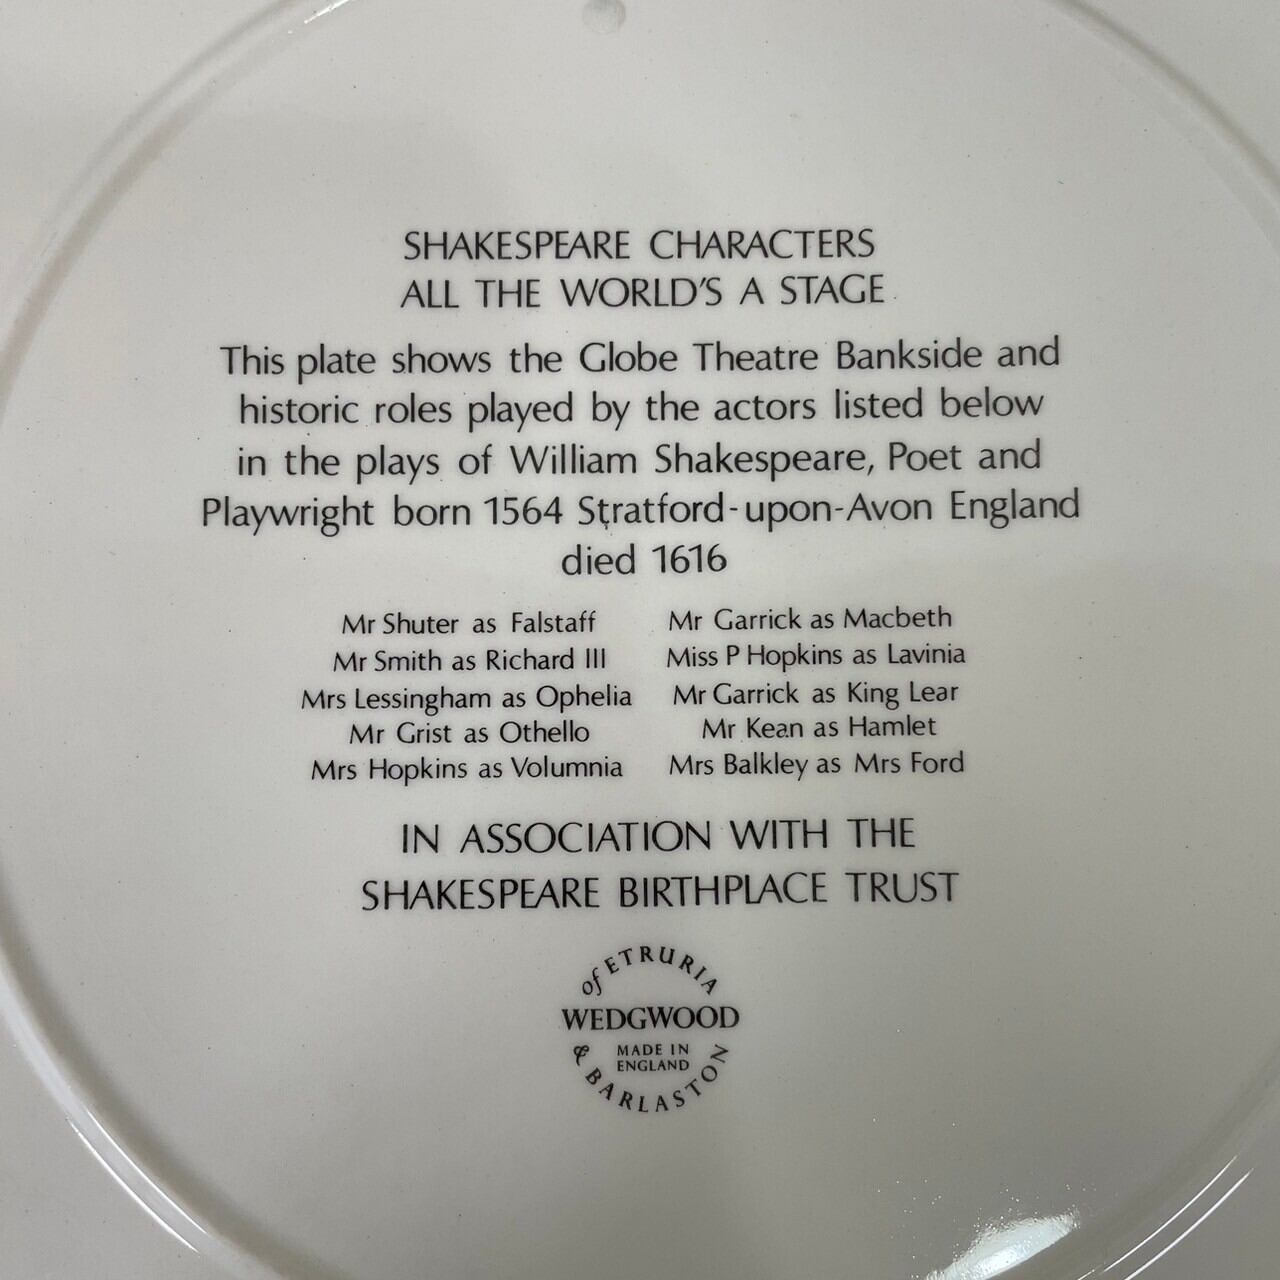 SHAKESPEARE CHARACTERS
ALL THE WORLD'S A STAGE
This plate shows the Globe Theatre Bankside and
historic roles played by the actors listed below
in the plays of William Shakespeare, Poet and
Playwright born 1564 Stratford-upon-Avon England
died 1616
Mr Shuter as Falstaff
Mr Smith as Richard III
Mrs Lessingham as Ophelia
Mr Grist as Othello
Mrs Hopkins as Volumnia
Mr Garrick as Macbeth
Miss P Hopkins as Lavinia
Mr Garrick as King Lear
Mr Kean as Hamlet
Mrs Balkley as Mrs Ford
IN ASSOCIATION WITH THE
SHAKESPEARE BIRTHPLACE TRUST
of ETRURIA
WEDGWOOD
MADE IN
ENGLAND
& BARLASTON